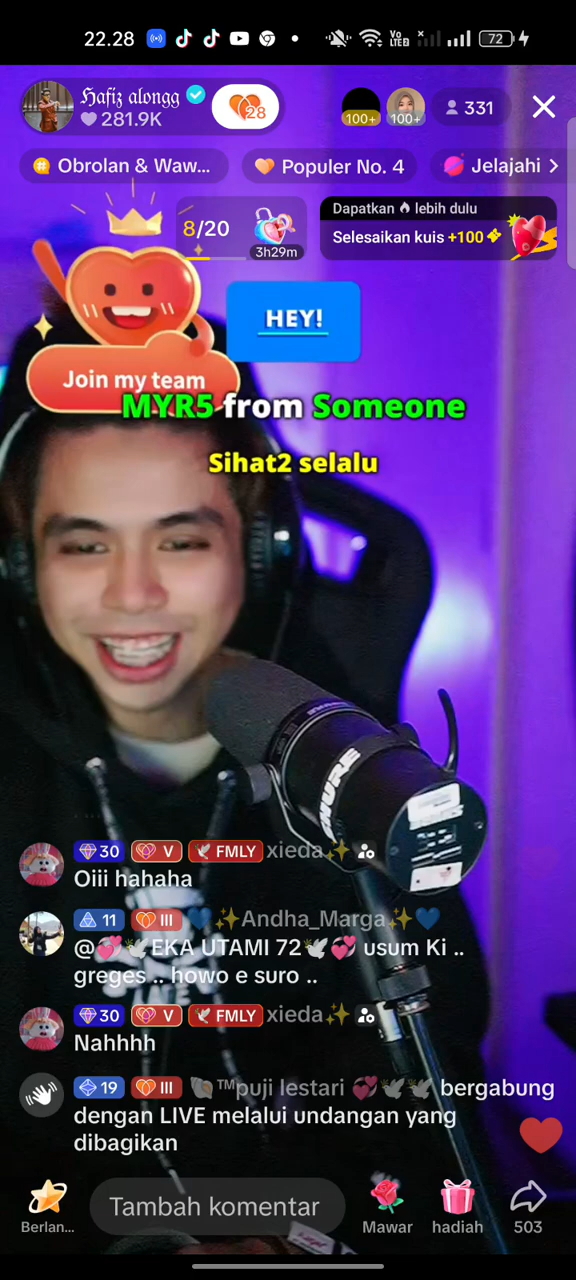 22.28
VoLTE 2
72
Hafiz alongg
281.9K
28
100+
100+
331
Obrolan & Waw...
Populer No. 4
Jelajahi
8/20
3h29m
Dapatkan 🔥 lebih dulu
Selesaikan kuis +100
Join my team
HEY!
MYR5 from Someone
Sihat2 selalu
SHURE
30 V FMLY xieda✨
Oiii hahaha
11 III 💙✨Andha_Marga✨💙
@💞🕊️EKA UTAMI 72🕊️💞 usum Ki ..
greges .. howo e suro ..
30 V FMLY xieda✨
Nahhhh
19 III 🐚™puji lestari 💞🕊️🕊️ bergabung
dengan LIVE melalui undangan yang
dibagikan
Berlan...
Tambah komentar
Mawar
hadiah
503